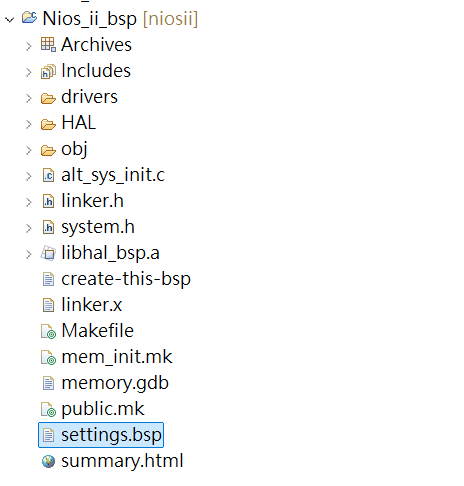 Nios_ii_bsp [niosii]
Archives
Includes
drivers
HAL
obj
alt_sys_init.c
linker.h
system.h
libhal_bsp.a
create-this-bsp
linker.x
Makefile
mem_init.mk
memory.gdb
public.mk
settings.bsp
summary.html